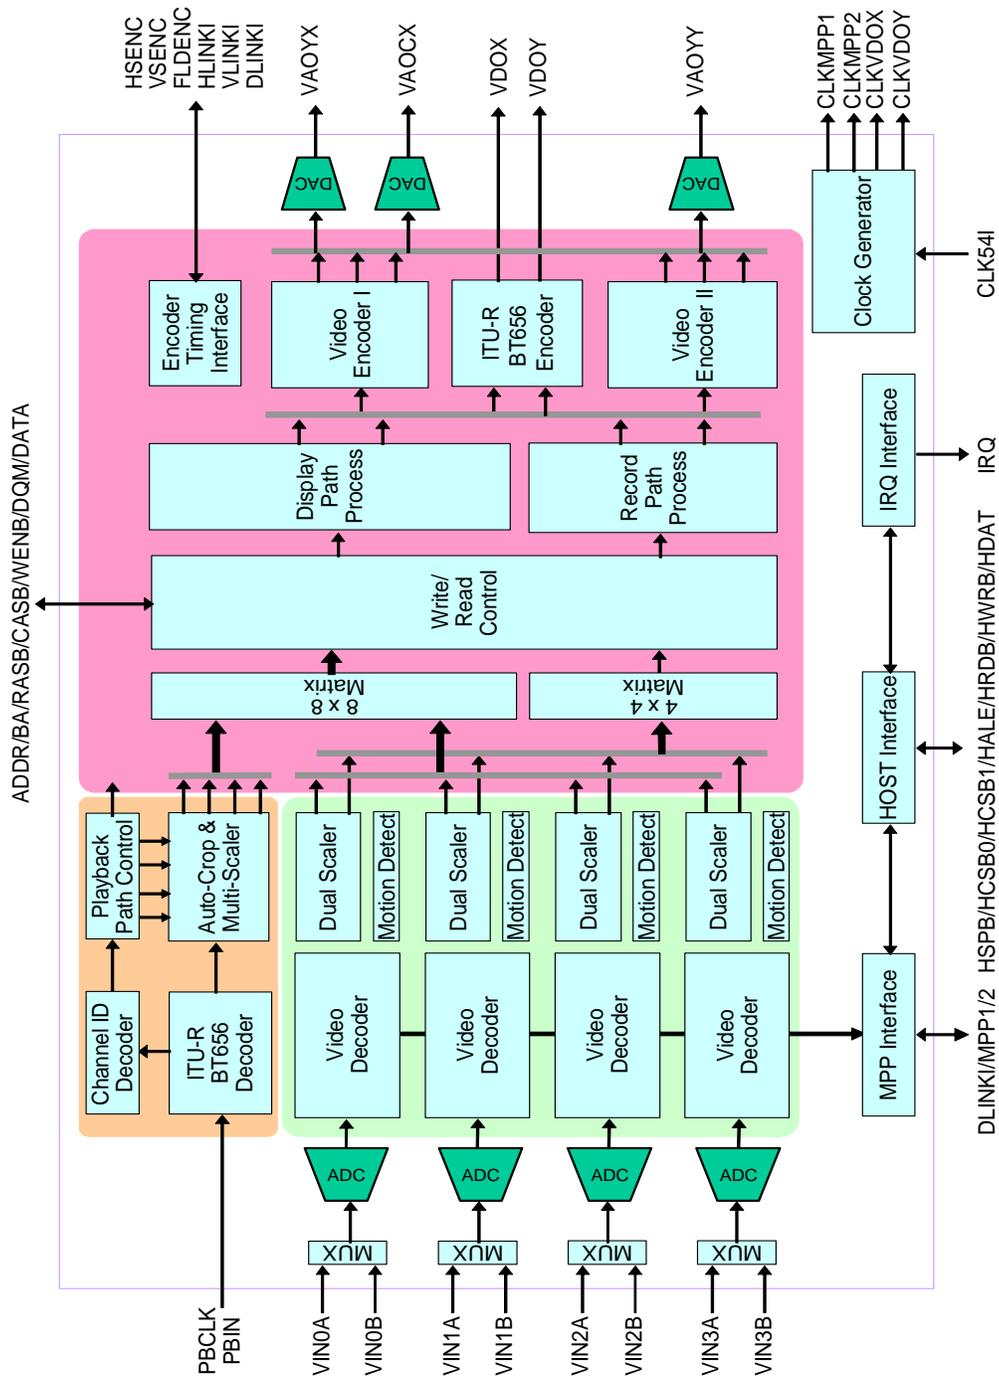 ADDR/BA/RASB/CASB/WENB/DQM/DATA
HSENC
VSENC
FLDENC
HLINKI
VLINKI
DLINKI
PBCLK
PBIN
Channel ID
Decoder
ITU-R
BT656
Decoder
Playback
Path Control
Auto-Crop &
Multi-Scaler
8 x 8
Matrix
4 x 4
Matrix
Write/
Read
Control
Display
Path
Process
Record
Path
Process
Encoder
Timing
Interface
Video
Encoder I
ITU-R
BT656
Encoder
Video
Encoder II
DAC
VAOYX
DAC
VAOCX
VDOX
VDOY
DAC
VAOYY
VIN0A
VIN0B
MUX
ADC
Video
Decoder
Dual Scaler
Motion Detect
VIN1A
VIN1B
MUX
ADC
Video
Decoder
Dual Scaler
Motion Detect
VIN2A
VIN2B
MUX
ADC
Video
Decoder
Dual Scaler
Motion Detect
VIN3A
VIN3B
MUX
ADC
Video
Decoder
Dual Scaler
Motion Detect
MPP Interface
HOST Interface
IRQ Interface
Clock Generator
CLKMPP1
CLKMPP2
CLKVDOX
CLKVDOY
DLINKI/MPP1/2
HSPB/HCSB0/HCSB1/HALE/HRDB/HWRB/HDAT
IRQ
CLK54I